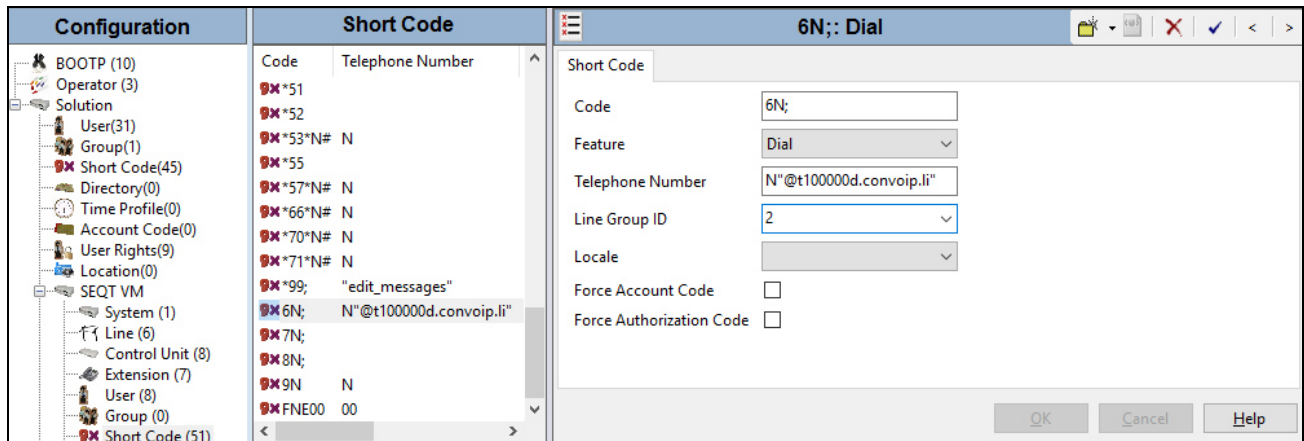 Configuration
BOOTP (10)
Operator (3)
Solution
User(31)
Group(1)
Short Code(45)
Directory(0)
Time Profile(0)
Account Code(0)
User Rights(9)
Location(0)
SEQT VM
System (1)
Line (6)
Control Unit (8)
Extension (7)
User (8)
Group (0)
Short Code (51)
Short Code
Code Telephone Number
*51
*52
*53*N# N
*55
*57*N# N
*66*N# N
*70*N# N
*71*N# N
*99; "edit_messages"
6N; N"@t100000d.convoip.li"
7N;
8N;
9N N
FNE00 00
6N;: Dial
Short Code
Code 6N;
Feature Dial
Telephone Number N"@t100000d.convoip.li"
Line Group ID 2
Locale
Force Account Code
Force Authorization Code
OK Cancel Help